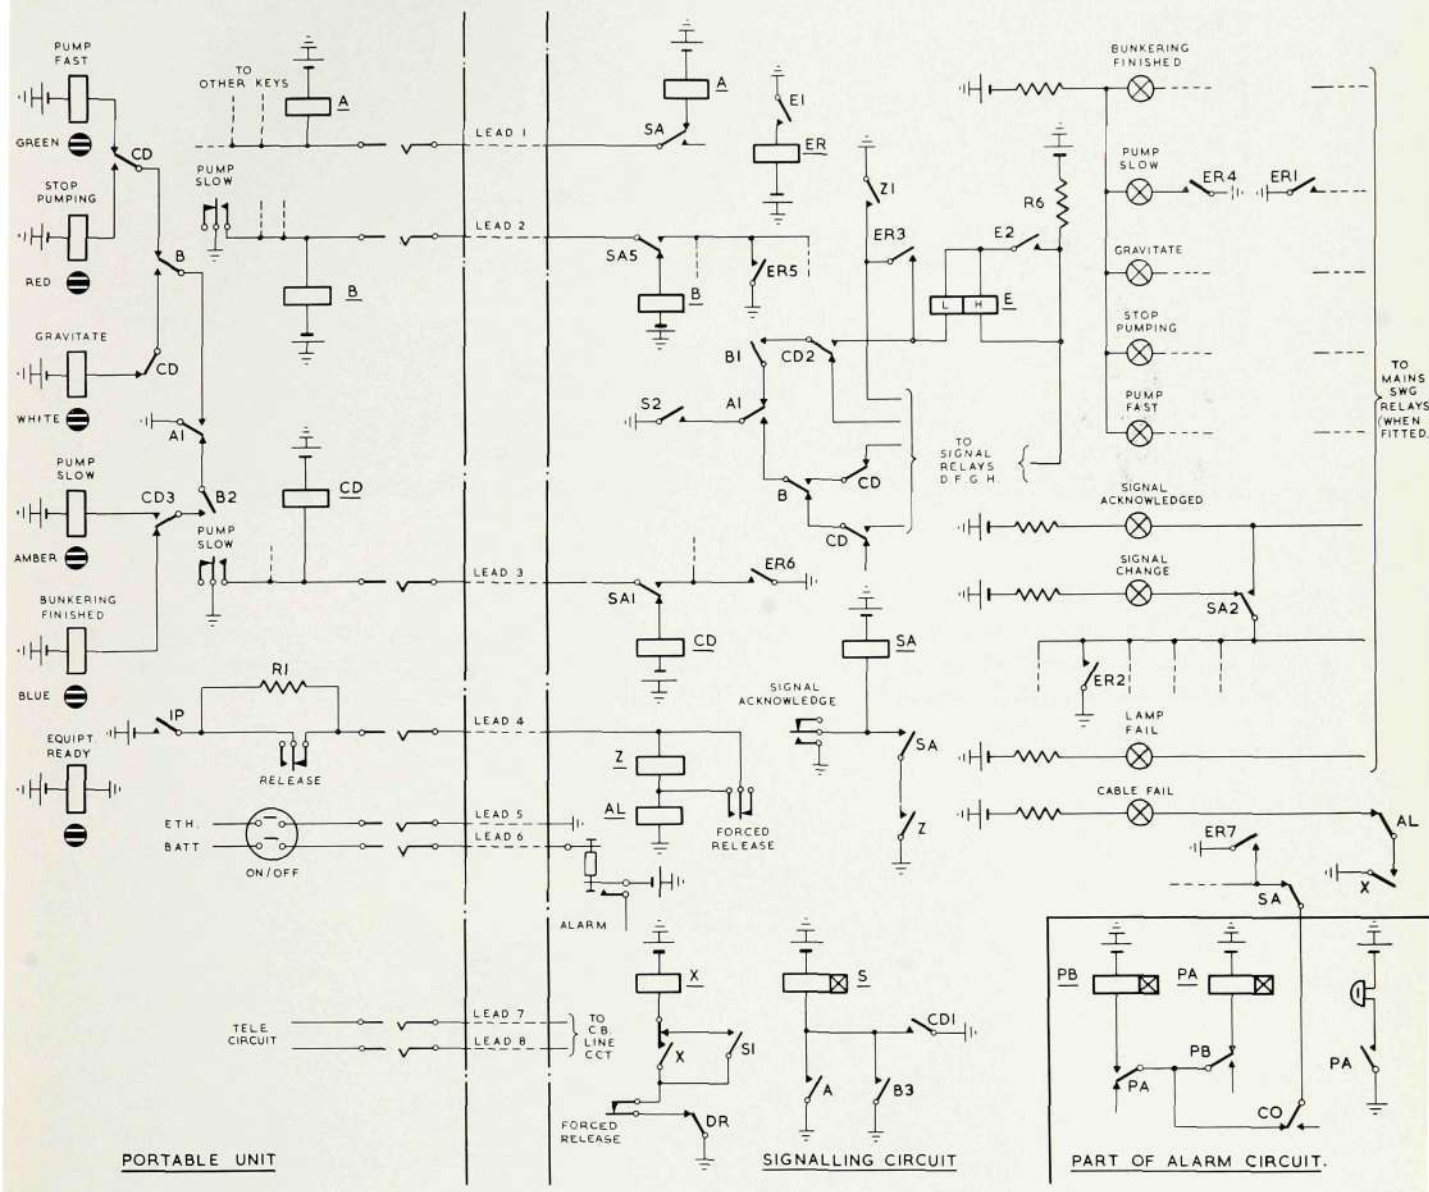 PUMP
FAST
GREEN
CD
STOP
PUMPING
RED
B
GRAVITATE
CD
WHITE
A1
PUMP
SLOW
CD3
B2
AMBER
BUNKERING
FINISHED
BLUE
EQUIPT.
READY
TO
OTHER KEYS
A
PUMP
SLOW
B
CD
PUMP
SLOW
R1
IP
RELEASE
ETH.
BATT
ON/OFF
TELE
CIRCUIT
PORTABLE UNIT
LEAD 1
LEAD 2
LEAD 3
LEAD 4
LEAD 5
LEAD 6
LEAD 7
LEAD 8
TO
C.B.
LINE
CCT
A
SA
E1
ER
SA5
B
ER5
Z1
ER3
E2
R6
L H
E
B1
CD2
S2
A1
B
CD
CD
TO
SIGNAL
RELAYS
D.F.G.H.
SA1
ER6
CD
SA
SIGNAL
ACKNOWLEDGE
SA
Z
Z
AL
FORCED
RELEASE
ALARM
X
X
S1
FORCED
RELEASE
DR
S
CD1
A
B3
SIGNALLING CIRCUIT
BUNKERING
FINISHED
PUMP
SLOW
ER4
ER1
GRAVITATE
STOP
PUMPING
PUMP
FAST
TO
MAINS
SWG
RELAYS
(WHEN
FITTED.
SIGNAL
ACKNOWLEDGED
SIGNAL
CHANGE
SA2
ER2
LAMP
FAIL
CABLE FAIL
AL
ER7
X
SA
PB
PA
PB
PA
PA
CO
PART OF ALARM CIRCUIT.